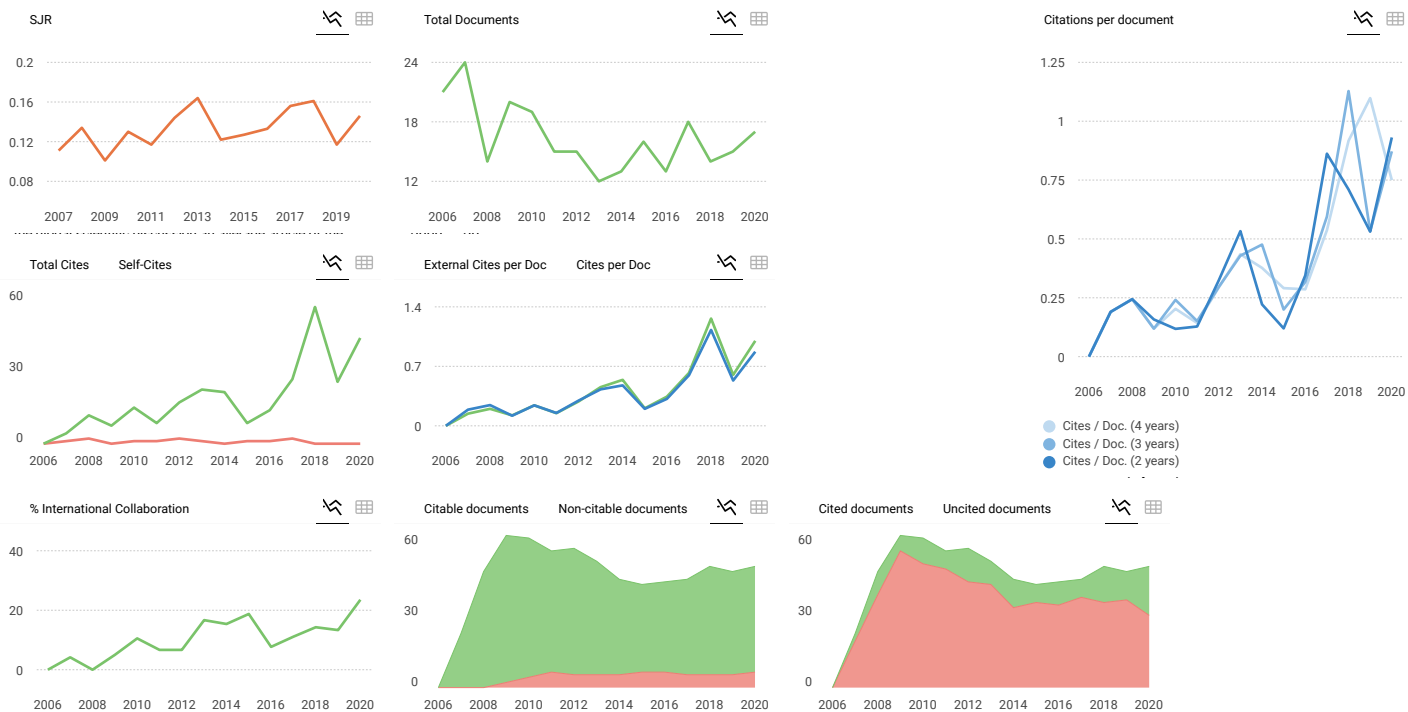 SJR
0.2
0.16
0.12
0.08
2007 2009 2011 2013 2015 2017 2019
Total Documents
24
18
12
2006 2008 2010 2012 2014 2016 2018 2020
Citations per document
1.25
1
0.75
0.5
0.25
0
2006 2008 2010 2012 2014 2016 2018 2020
Cites / Doc. (4 years)
Cites / Doc. (3 years)
Cites / Doc. (2 years)
Total Cites Self-Cites
60
30
0
2006 2008 2010 2012 2014 2016 2018 2020
External Cites per Doc Cites per Doc
1.4
0.7
0
2006 2008 2010 2012 2014 2016 2018 2020
% International Collaboration
40
20
0
2006 2008 2010 2012 2014 2016 2018 2020
Citable documents Non-citable documents
60
30
0
2006 2008 2010 2012 2014 2016 2018 2020
Cited documents Uncited documents
60
30
0
2006 2008 2010 2012 2014 2016 2018 2020